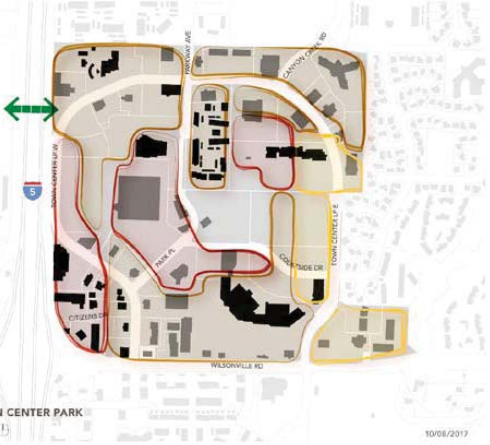 PARKWAY AVE
CANYON CREEK RD
5
TOWN CENTER LP W
TOWN CENTER LP E
PARK PL
COURTSIDE DR
CITIZENS DR
WILSONVILLE RD
N CENTER PARK
10/08/2017